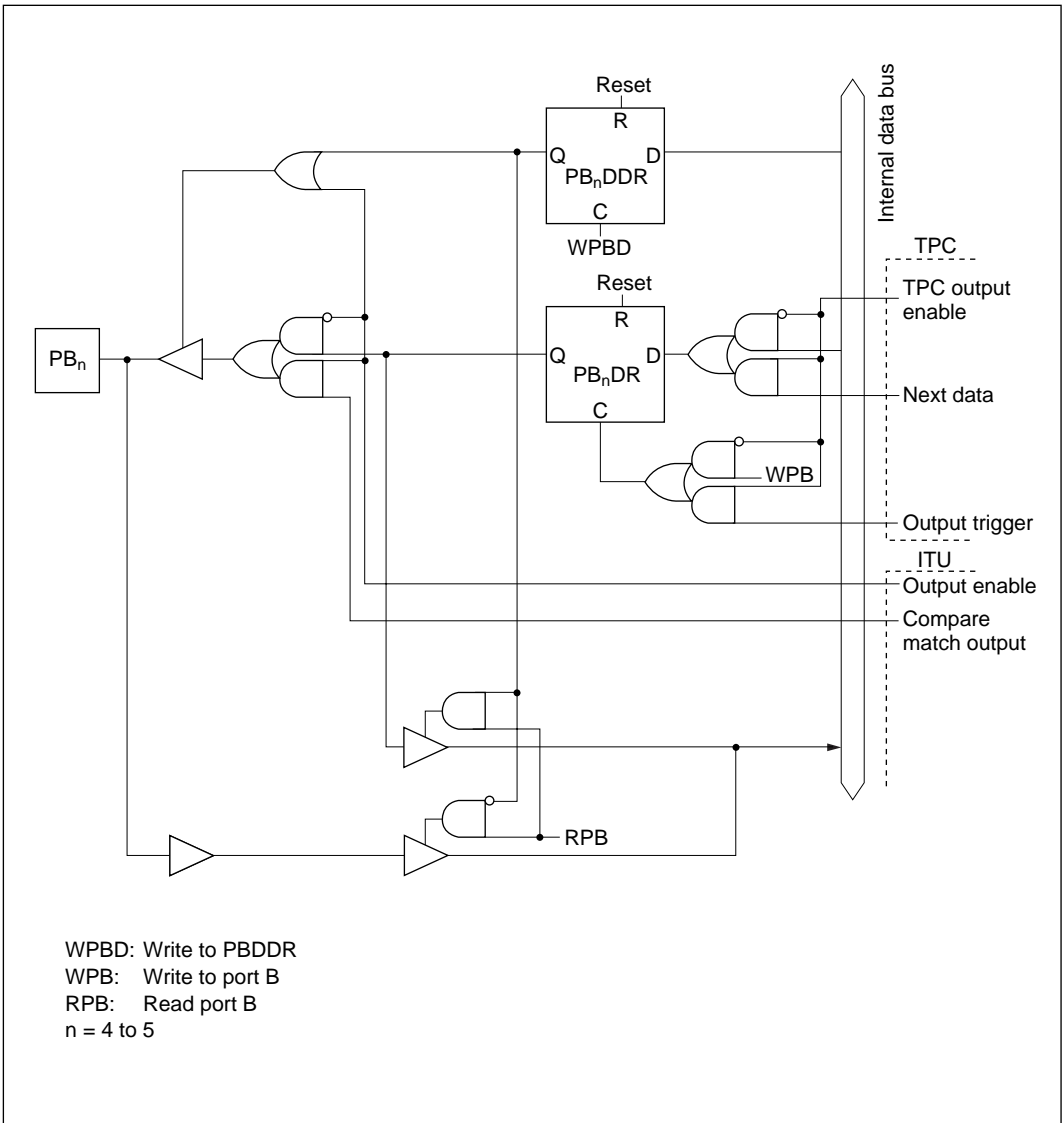 Reset
R
Q
D
PBnDDR
C
WPBD
Internal data bus
TPC
TPC output
enable
Reset
R
PBn
Q
D
PBnDR
C
Next data
WPB
Output trigger
ITU
Output enable
Compare
match output
RPB
WPBD: Write to PBDDR
WPB: Write to port B
RPB: Read port B
n = 4 to 5